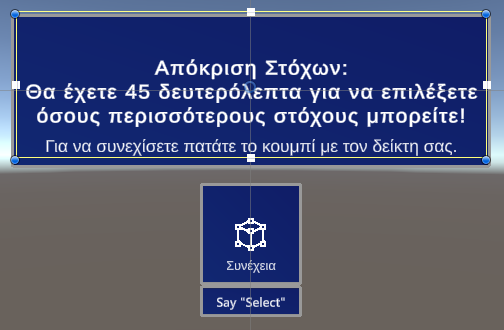 Απόκριση Στόχων:
Θα έχετε 45 δευτερόλεπτα για να επιλέξετε
όσους περισσότερους στόχους μπορείτε!
Για να συνεχίσετε πατάτε το κουμπί με τον δείκτη σας.
Συνέχεια
Say "Select"